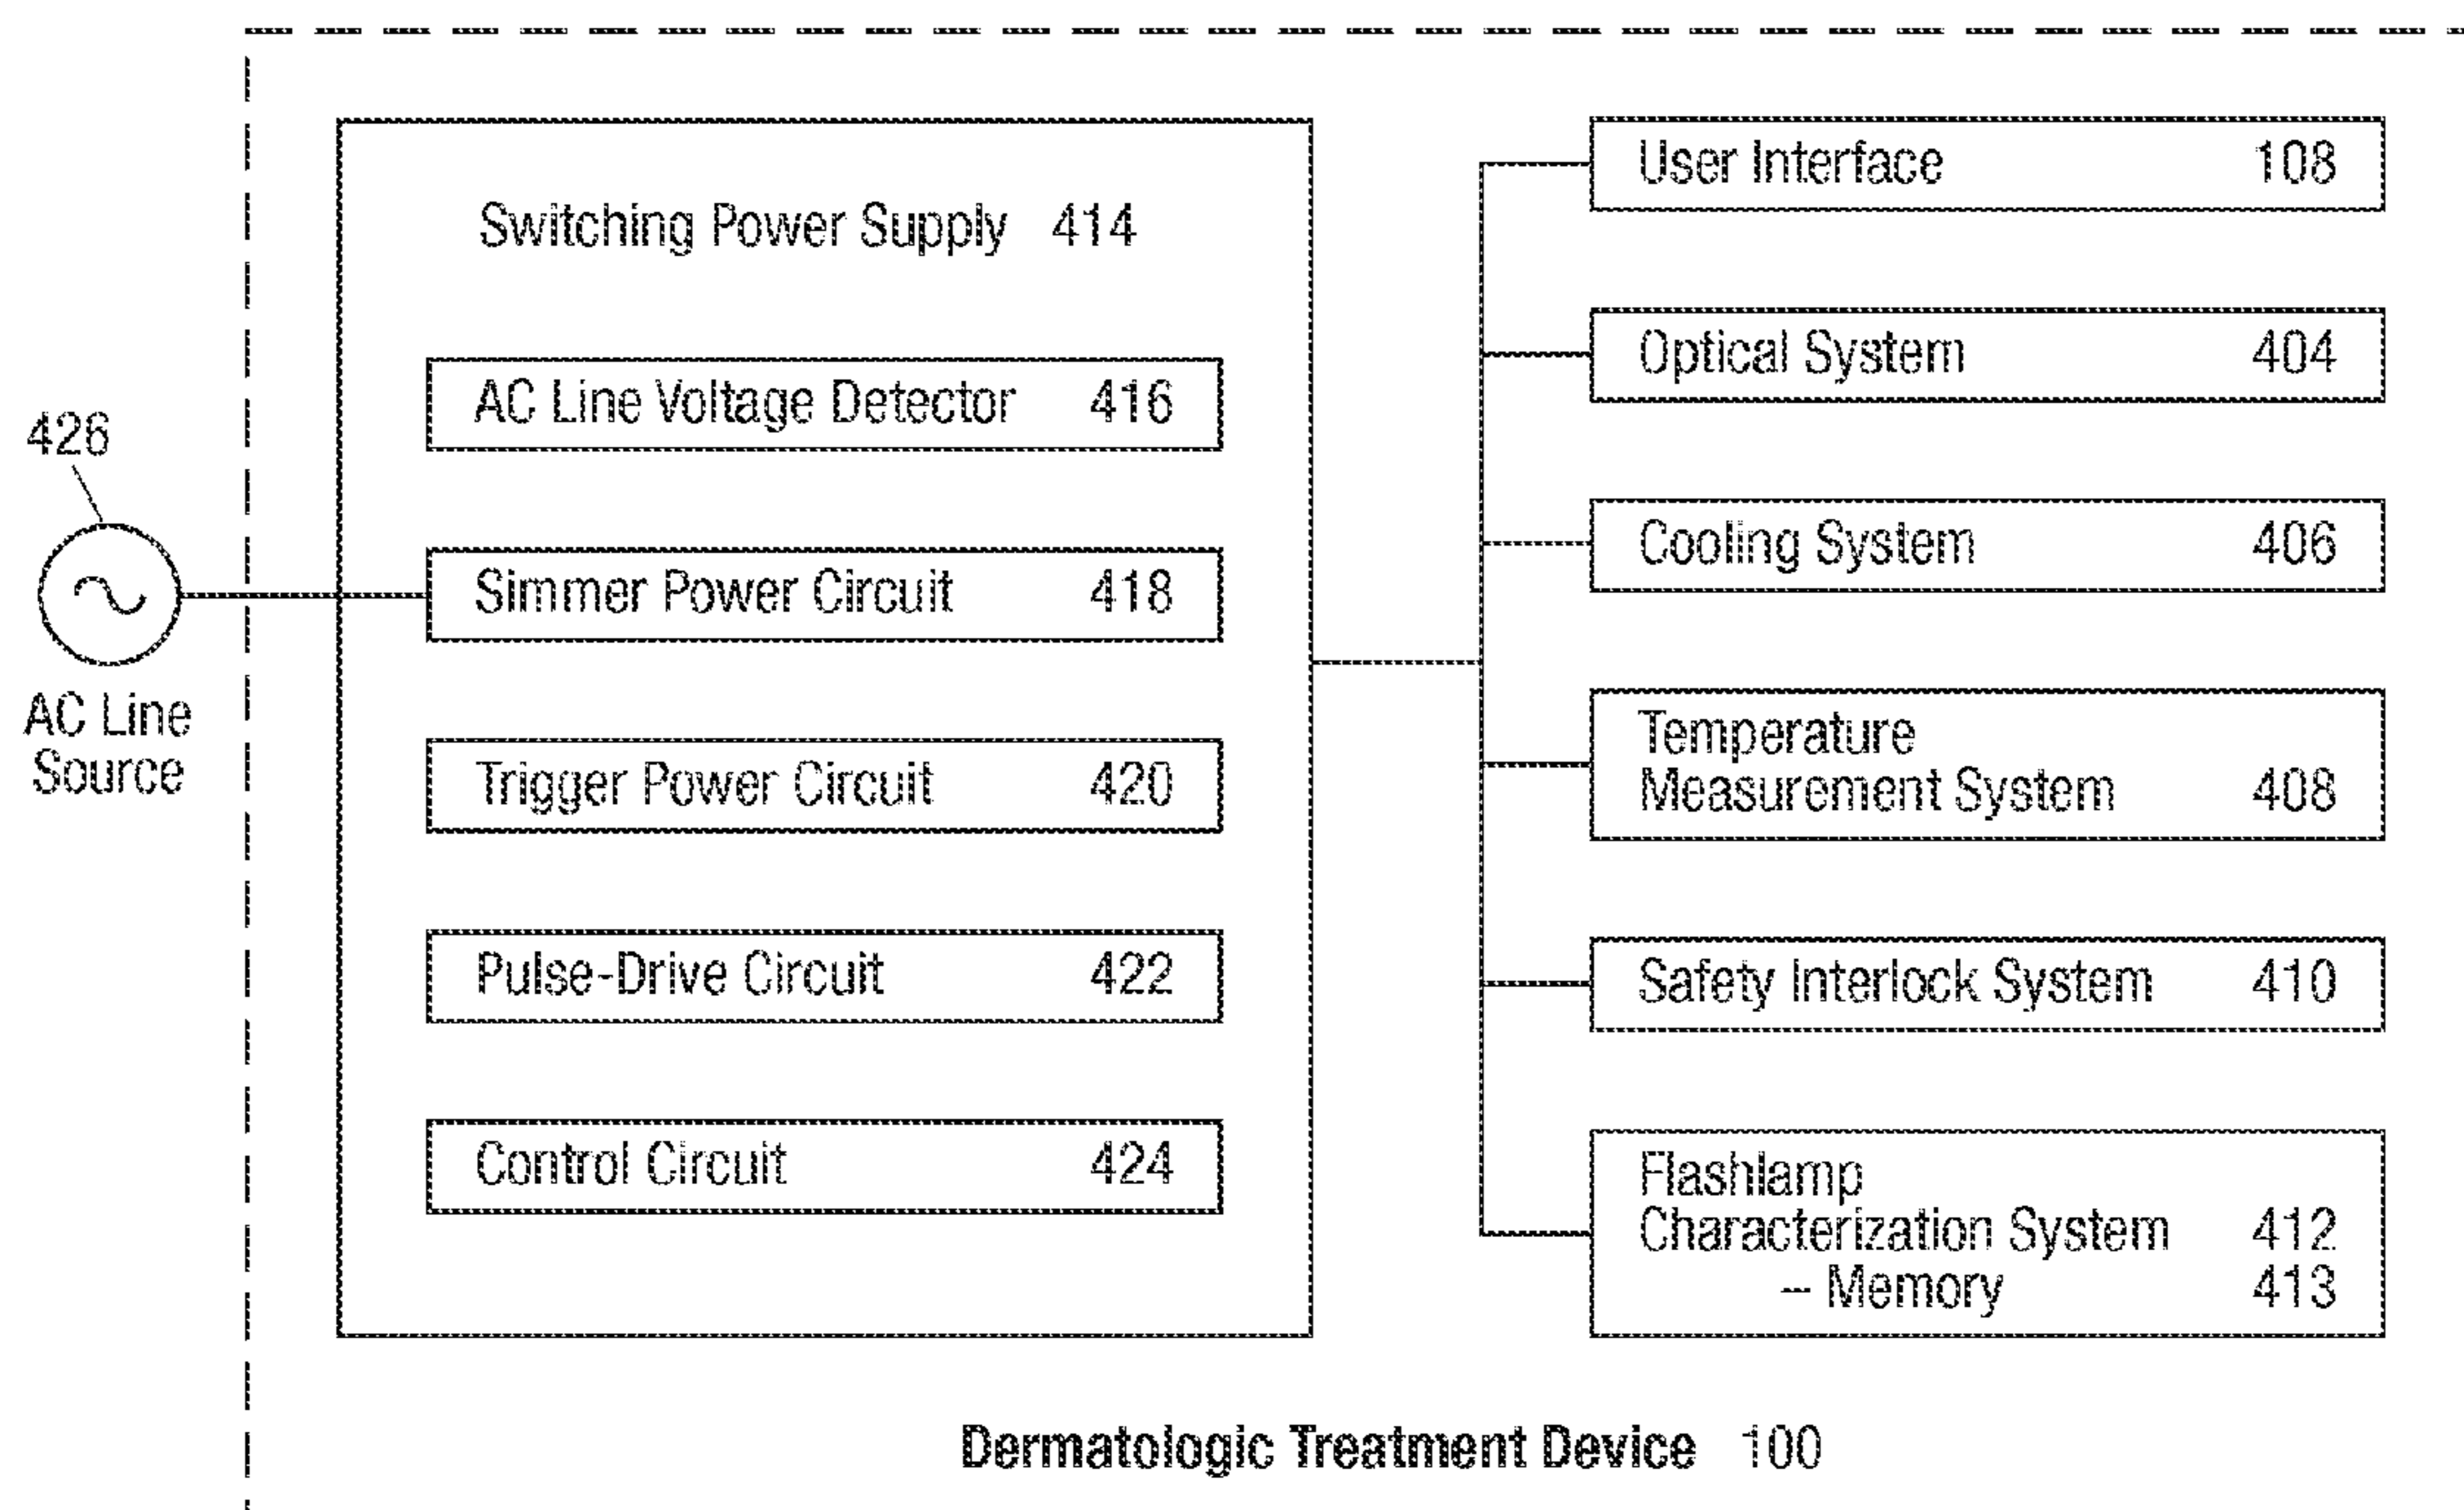 426
AC Line
Source
Switching Power Supply 414
AC Line Voltage Detector 416
Simmer Power Circuit 418
Trigger Power Circuit 420
Pulse-Drive Circuit 422
Control Circuit 424
User Interface 108
Optical System 404
Cooling System 406
Temperature
Measurement System 408
Safety Interlock System 410
Flashlamp
Characterization System 412
– Memory 413
Dermatologic Treatment Device 100